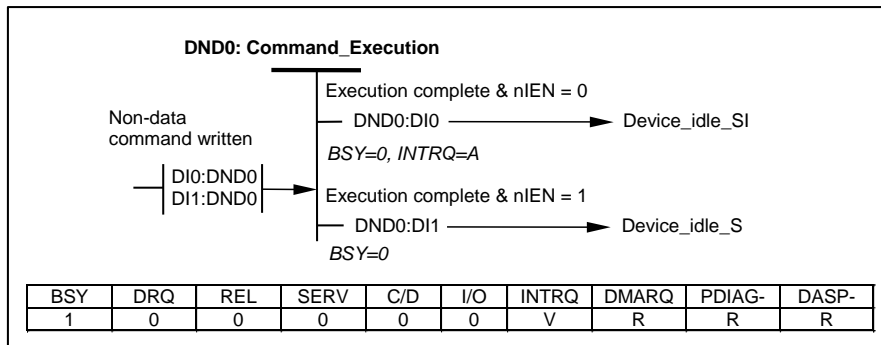 DND0: Command_Execution
Execution complete & nIEN = 0
DND0:DI0
Device_idle_SI
BSY=0, INTRQ=A
Non-data
command written
DI0:DND0
DI1:DND0
Execution complete & nIEN = 1
DND0:DI1
Device_idle_S
BSY=0
BSY DRQ REL SERV C/D I/O INTRQ DMARQ PDIAG- DASP-
1 0 0 0 0 0 V R R R